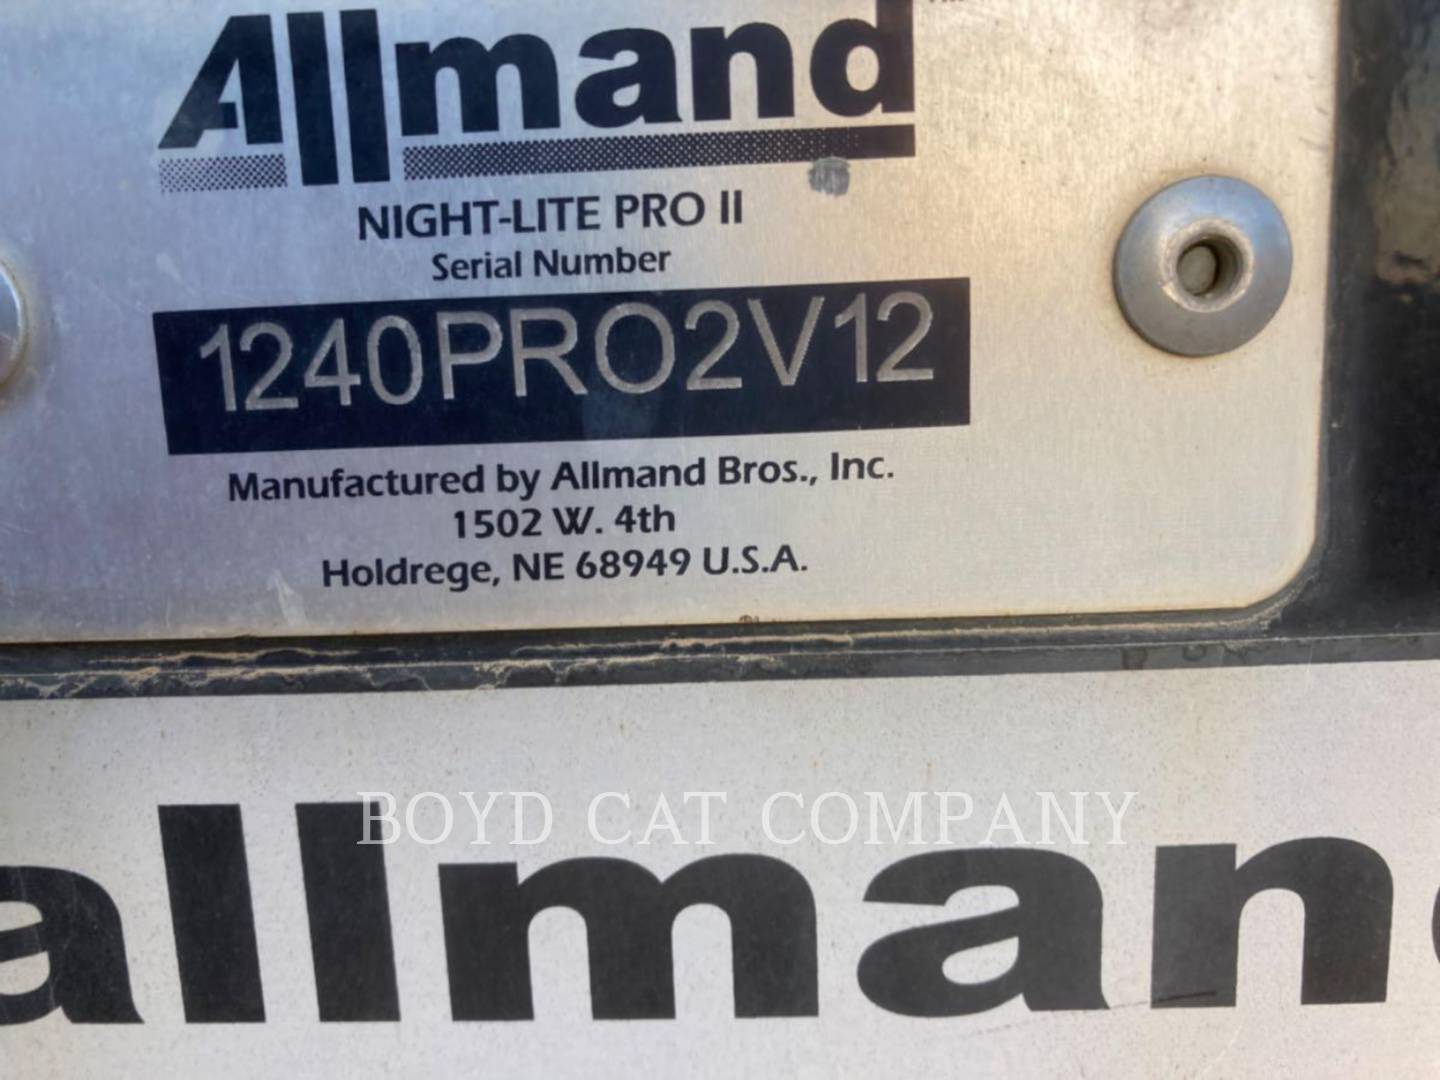 Allmand
NIGHT-LITE PRO II
Serial Number
1240PRO2V12
Manufactured by Allmand Bros., Inc.
1502 W. 4th
Holdrege, NE 68949 U.S.A.
BOYD CAT COMPANY
allman